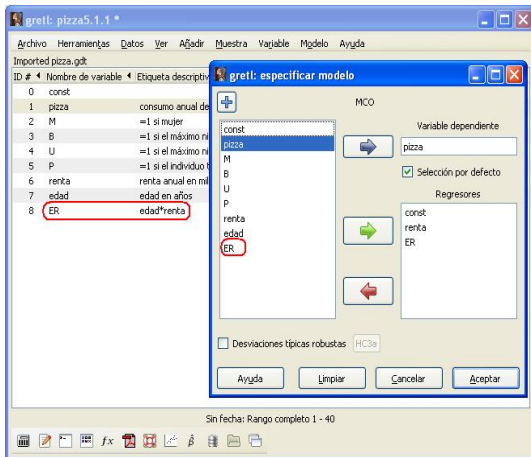 gretl: pizza5.1.1 *
Archivo Herramientas Datos Ver Añadir Muestra Variable Modelo Ayuda
Imported pizza.gdt
ID # Nombre de variable Etiqueta descriptiv
0 const
1 pizza consumo anual de
2 M =1 si mujer
3 B =1 si el máximo ni
4 U =1 si el máximo ni
5 P =1 si el individuo t
6 renta renta anual en mil
7 edad edad en años
8 ER edad*renta
gretl: especificar modelo
MCO
const
pizza
M
B
U
P
renta
edad
ER
Variable dependiente
pizza
Selección por defecto
Regresores
const
renta
ER
Desviaciones típicas robustas HC3a
Ayuda Limpiar Cancelar Aceptar
Sin fecha: Rango completo 1 - 40
fx β̂